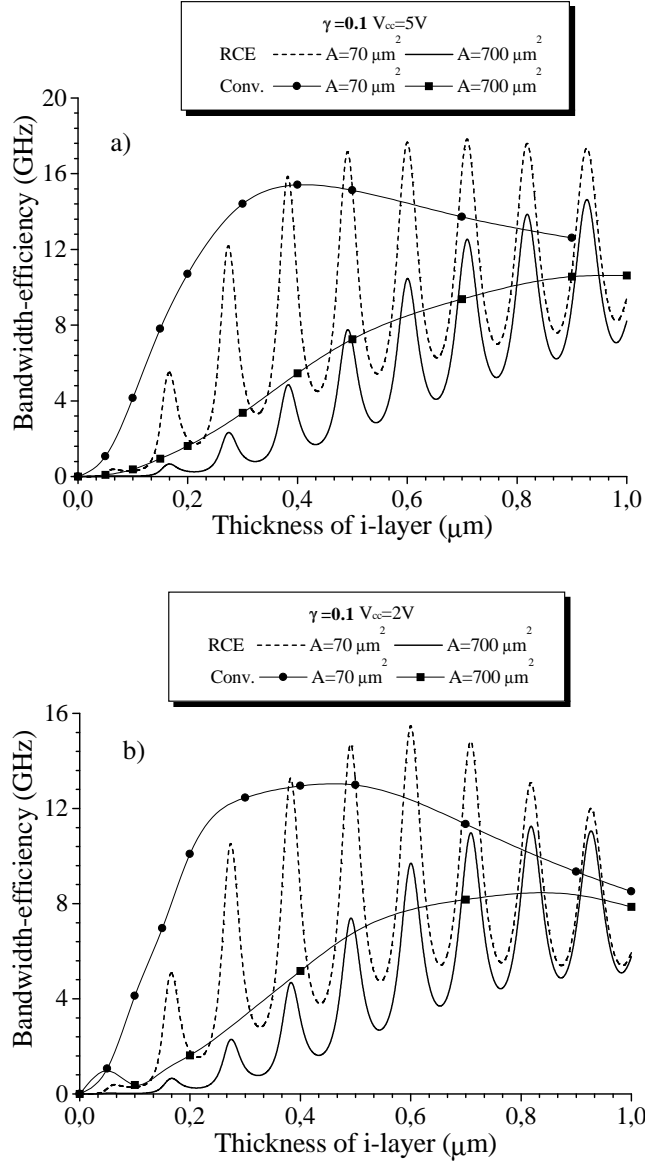 γ=0.1 Vcc=5V
RCE A=70 μm² A=700 μm²
Conv. A=70 μm² A=700 μm²
a)
Bandwidth-efficiency (GHz)
20
16
12
8
4
0
0,0 0,2 0,4 0,6 0,8 1,0
Thickness of i-layer (μm)
γ=0.1 Vcc=2V
RCE A=70 μm² A=700 μm²
Conv. A=70 μm² A=700 μm²
b)
Bandwidth-efficiency (GHz)
16
12
8
4
0
0,0 0,2 0,4 0,6 0,8 1,0
Thickness of i-layer (μm)